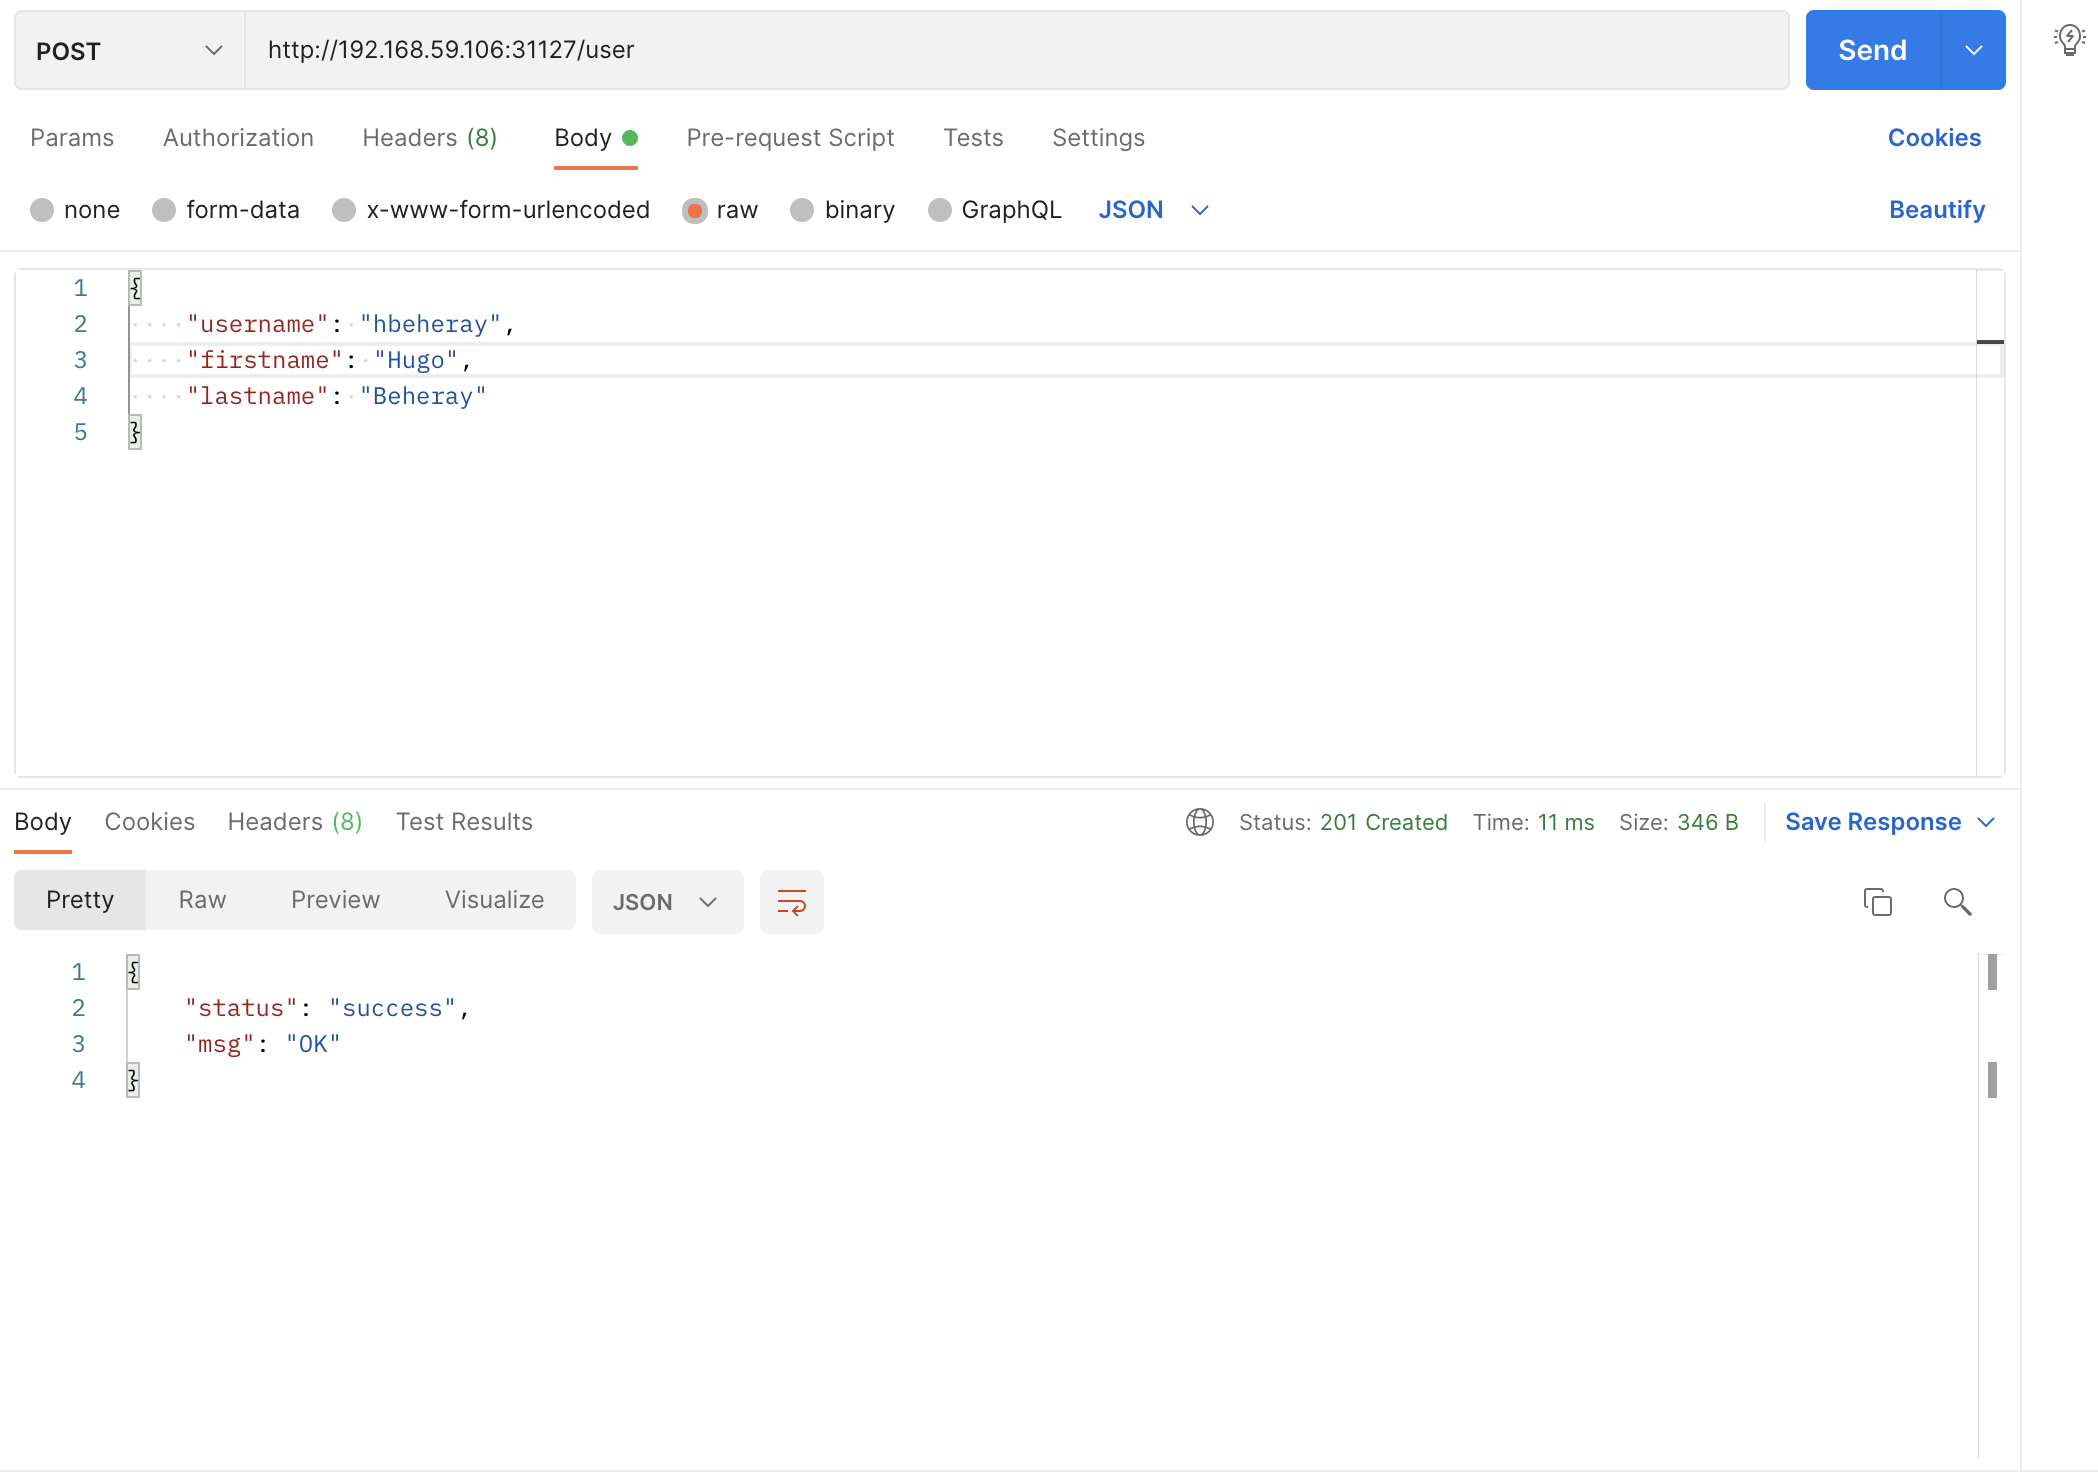 POST http://192.168.59.106:31127/user Send
Params Authorization Headers (8) Body Pre-request Script Tests Settings Cookies
none form-data x-www-form-urlencoded raw binary GraphQL JSON Beautify
1 {
2 "username": "hbeheray",
3 "firstname": "Hugo",
4 "lastname": "Beheray"
5 }
Body Cookies Headers (8) Test Results Status: 201 Created Time: 11 ms Size: 346 B Save Response
Pretty Raw Preview Visualize JSON
1 {
2 "status": "success",
3 "msg": "OK"
4 }